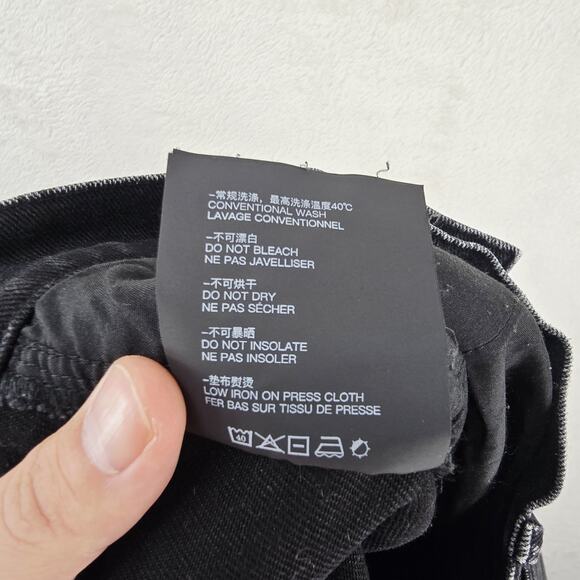 -常规洗涤，最高洗涤温度40℃
CONVENTIONAL WASH
LAVAGE CONVENTIONNEL
-不可漂白
DO NOT BLEACH
NE PAS JAVELLISER
-不可烘干
DO NOT DRY
NE PAS SÈCHER
-不可暴晒
DO NOT INSOLATE
NE PAS INSOLER
-垫布熨烫
LOW IRON ON PRESS CLOTH
FER BAS SUR TISSU DE PRESSE
40